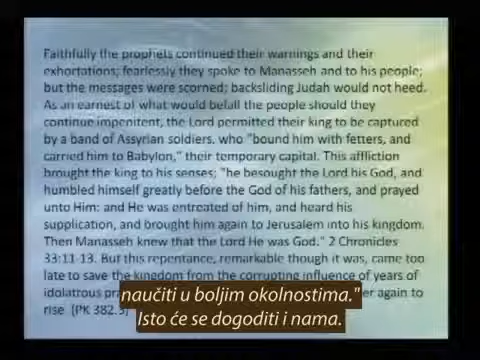 Faithfully the prophets continued their warnings and their
exhortations; fearlessly they spoke to Manasseh and to his people;
but the messages were scorned; backsliding Judah would not heed.
As an earnest of what would befall the people should they
continue impenitent, the Lord permitted their king to be captured
by a band of Assyrian soldiers, who "bound him with fetters, and
carried him to Babylon," their temporary capital. This affliction
brought the king to his senses; "he besought the Lord his God, and
humbled himself greatly before the God of his fathers, and prayed
unto Him: and He was entreated of him, and heard his
supplication, and brought him again to Jerusalem into his kingdom.
Then Manasseh knew that the Lord He was God." 2 Chronicles
33:11-13. But this repentance, remarkable though it was, came too
late to save the kingdom from the corrupting influence of years of
idolatrous again to
rise. {PK 382.
naučiti u boljim okolnostima."
Isto će se dogoditi i nama.